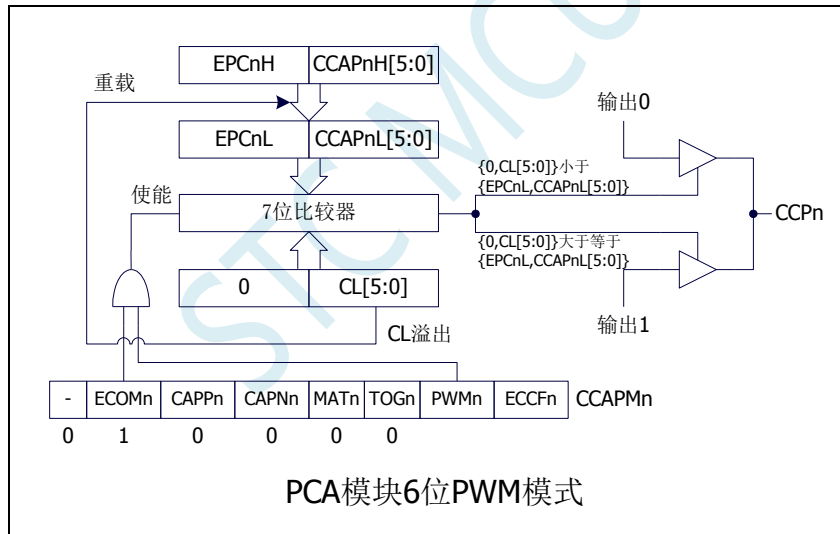 EPCnH CCAPnH[5:0]
重载
输出0
EPCnL CCAPnL[5:0]
{0,CL[5:0]}小于
{EPCnL,CCAPnL[5:0]}
使能
7位比较器
CCPn
{0,CL[5:0]}大于等于
{EPCnL,CCAPnL[5:0]}
0 CL[5:0]
输出1
CL溢出
- ECOMn CAPPn CAPNn MATn TOGn PWMn ECCFn CCAPMn
0 1 0 0 0 0
PCA模块6位PWM模式
STC MCU